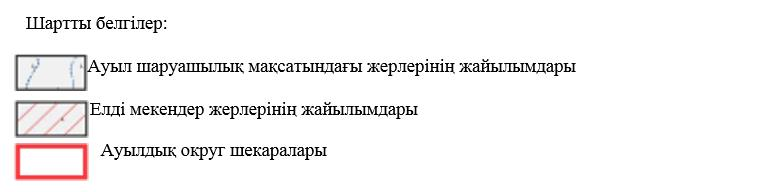 Шартты белгілер:
Ауыл шаруашылық мақсатындағы жерлерінің жайылымдары
Елді мекендер жерлерінің жайылымдары
Ауылдық округ шекаралары